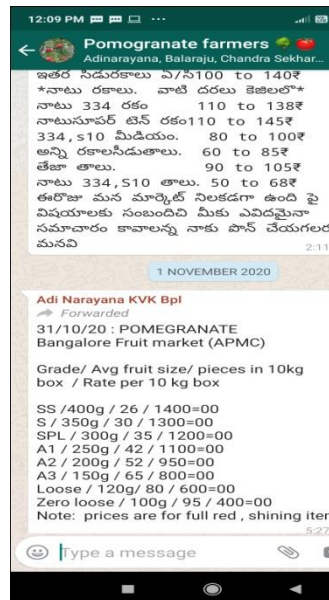 12:09 PM
Pomogranate farmers
Adinarayana, Balaraju, Chandra Sekhar...
ఇతర సీడురకాలు ఏ/సి100 to 140₹
*నాటు రకాలు. వాటి దరలు కెజిలలొ*
నాటు 334 రకం 110 to 138₹
నాటుసూపర్ టెన్ రకం110 to 145₹
334,s10 మీడియం. 80 to 100₹
అన్ని రకాలసీడుతాలు. 60 to 85₹
తేజా తాలు. 90 to 105₹
నాటు 334,S10 తాలు. 50 to 68₹
ఈరొజు మన మార్కెట్ నిలకడగా ఉంది పై
విషయాలకు సంబందిచి మీకు ఎవిదమైనా
సమాచారం కావాలన్న నాకు పొన్ చేయగలర
మనవి
2:11
1 NOVEMBER 2020
Adi Narayana KVK Bpl
Forwarded
31/10/20 : POMEGRANATE
Bangalore Fruit market (APMC)
Grade/ Avg fruit size/ pieces in 10kg
box / Rate per 10 kg box
SS /400g / 26 / 1400=00
S / 350g / 30 / 1300=00
SPL / 300g / 35 / 1200=00
A1 / 250g / 42 / 1100=00
A2 / 200g / 52 / 950=00
A3 / 150g / 65 / 800=00
Loose / 120g/ 80 / 600=00
Zero loose / 100g / 95 / 400=00
Note: prices are for full red , shining iter
5:27
Type a message